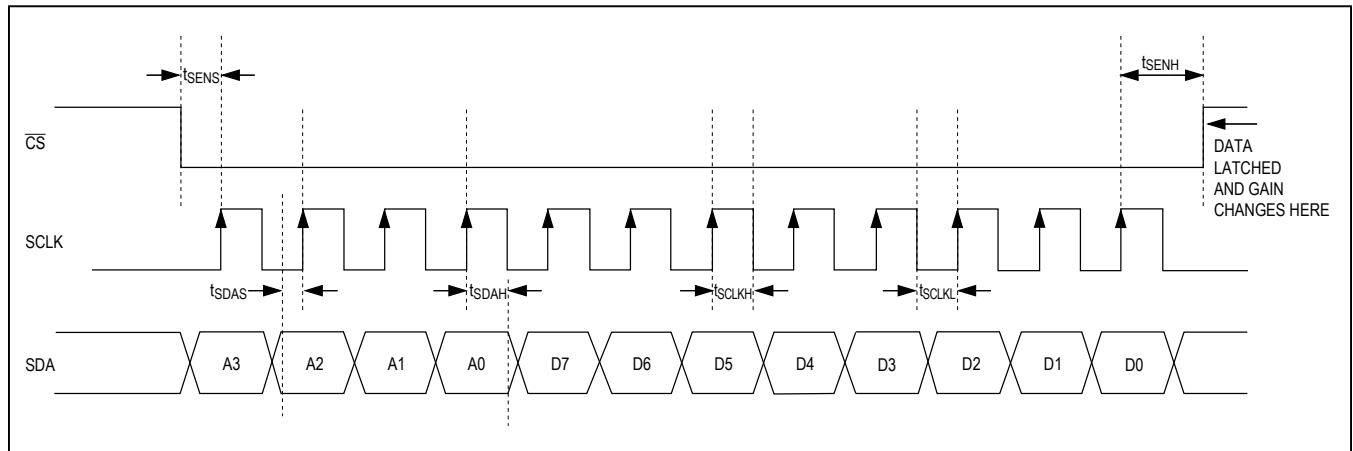 tSENS
tSENH
CS
DATA
LATCHED
AND GAIN
CHANGES HERE
SCLK
tSDAS
tSDAH
tSCLKH
tSCLKL
SDA
A3 A2 A1 A0 D7 D6 D5 D4 D3 D2 D1 D0